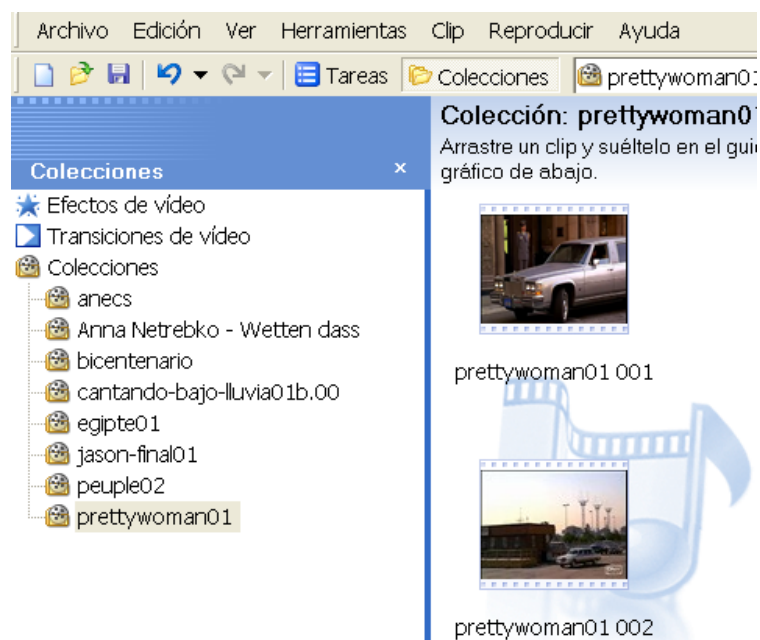 Archivo Edición Ver Herramientas Clip Reproducir Ayuda
Tareas Colecciones prettywoman01
Colección: prettywoman01
Arrastre un clip y suéltelo en el gui
gráfico de abajo.
Colecciones
Efectos de vídeo
Transiciones de vídeo
Colecciones
anecs
Anna Netrebko - Wetten dass
bicentenario
cantando-bajo-lluvia01b.00
egipte01
jason-final01
peuple02
prettywoman01
prettywoman01 001
prettywoman01 002